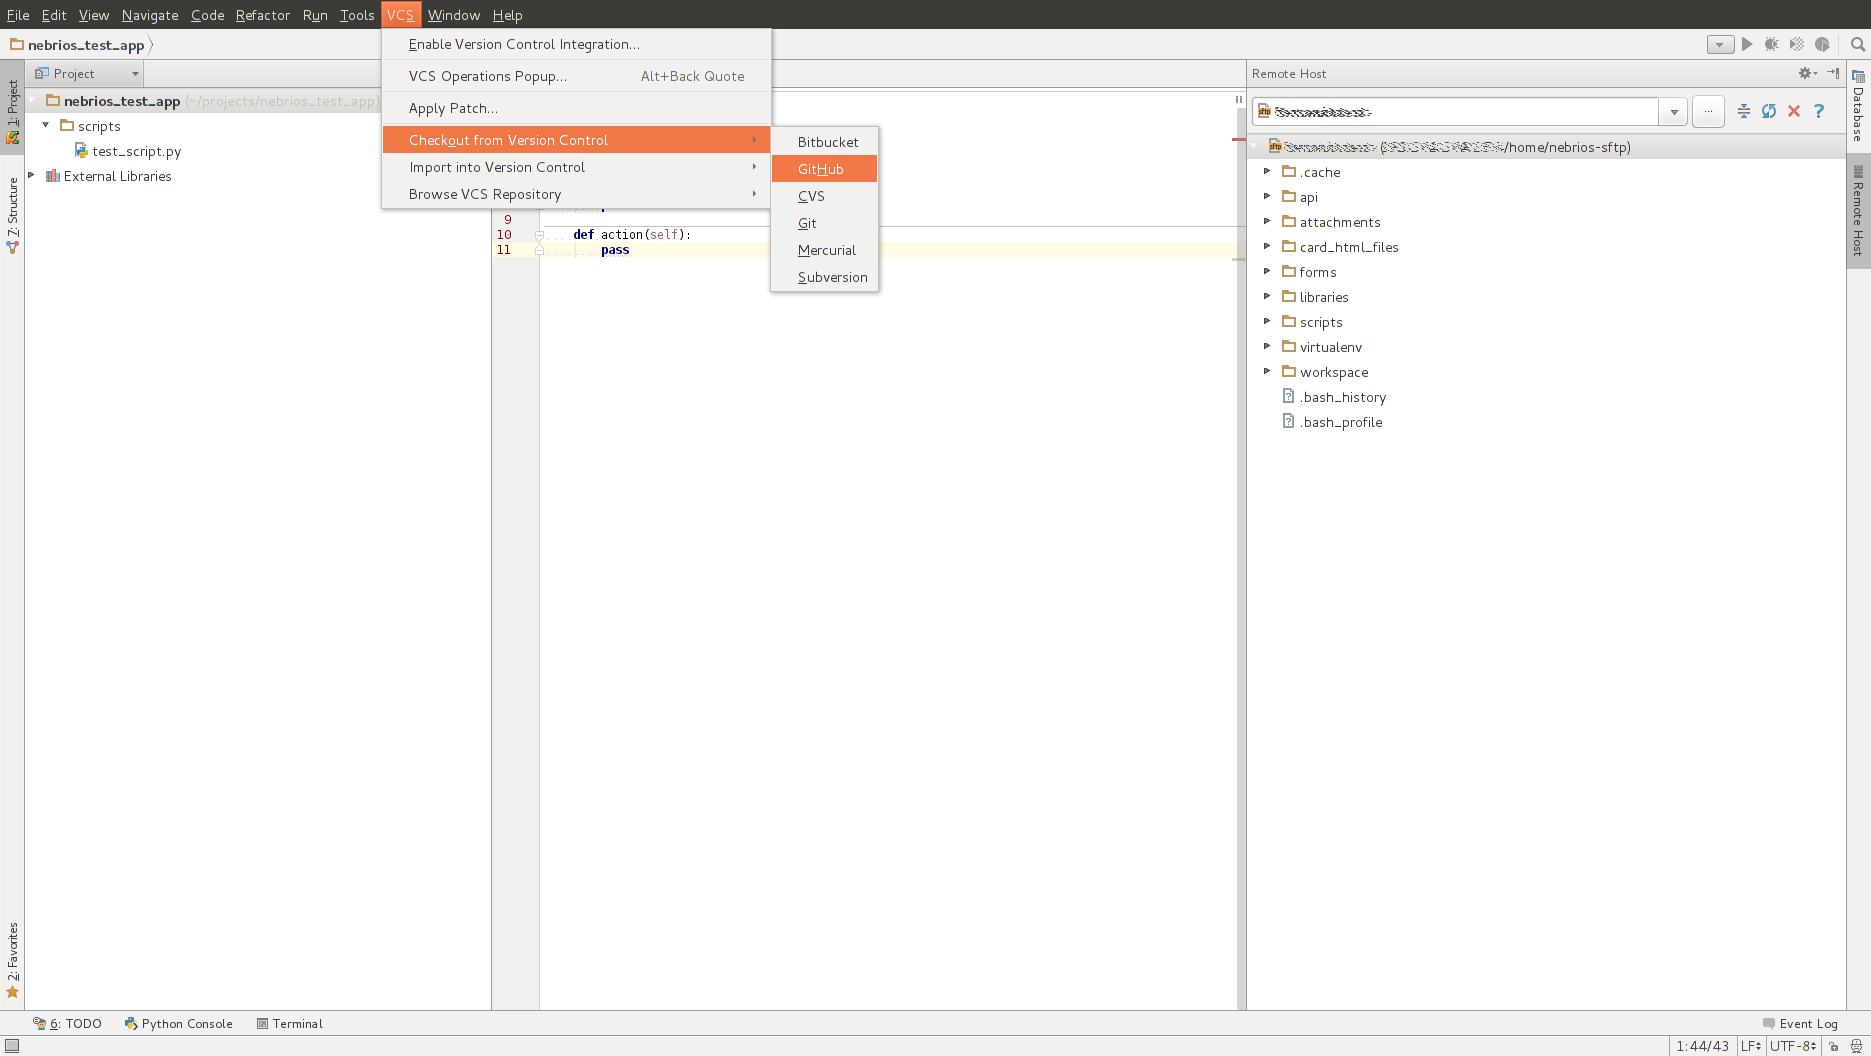 File Edit View Navigate Code Refactor Run Tools VCS Window Help
nebrios_test_app
Enable Version Control Integration...
VCS Operations Popup... Alt+Back Quote
Apply Patch...
Checkout from Version Control
Import into Version Control
Browse VCS Repository
Bitbucket
GitHub
CVS
Git
Mercurial
Subversion
1: Project
7: Structure
2: Favorites
Project
nebrios_test_app (~/projects/nebrios_test_app)
scripts
test_script.py
External Libraries
9
10 def action(self):
11 pass
Remote Host
sftp
sftp (/home/nebrios-sftp)
.cache
api
attachments
card_html_files
forms
libraries
scripts
virtualenv
workspace
.bash_history
.bash_profile
Database
Remote Host
6: TODO Python Console Terminal Event Log
1:44/43 LF UTF-8